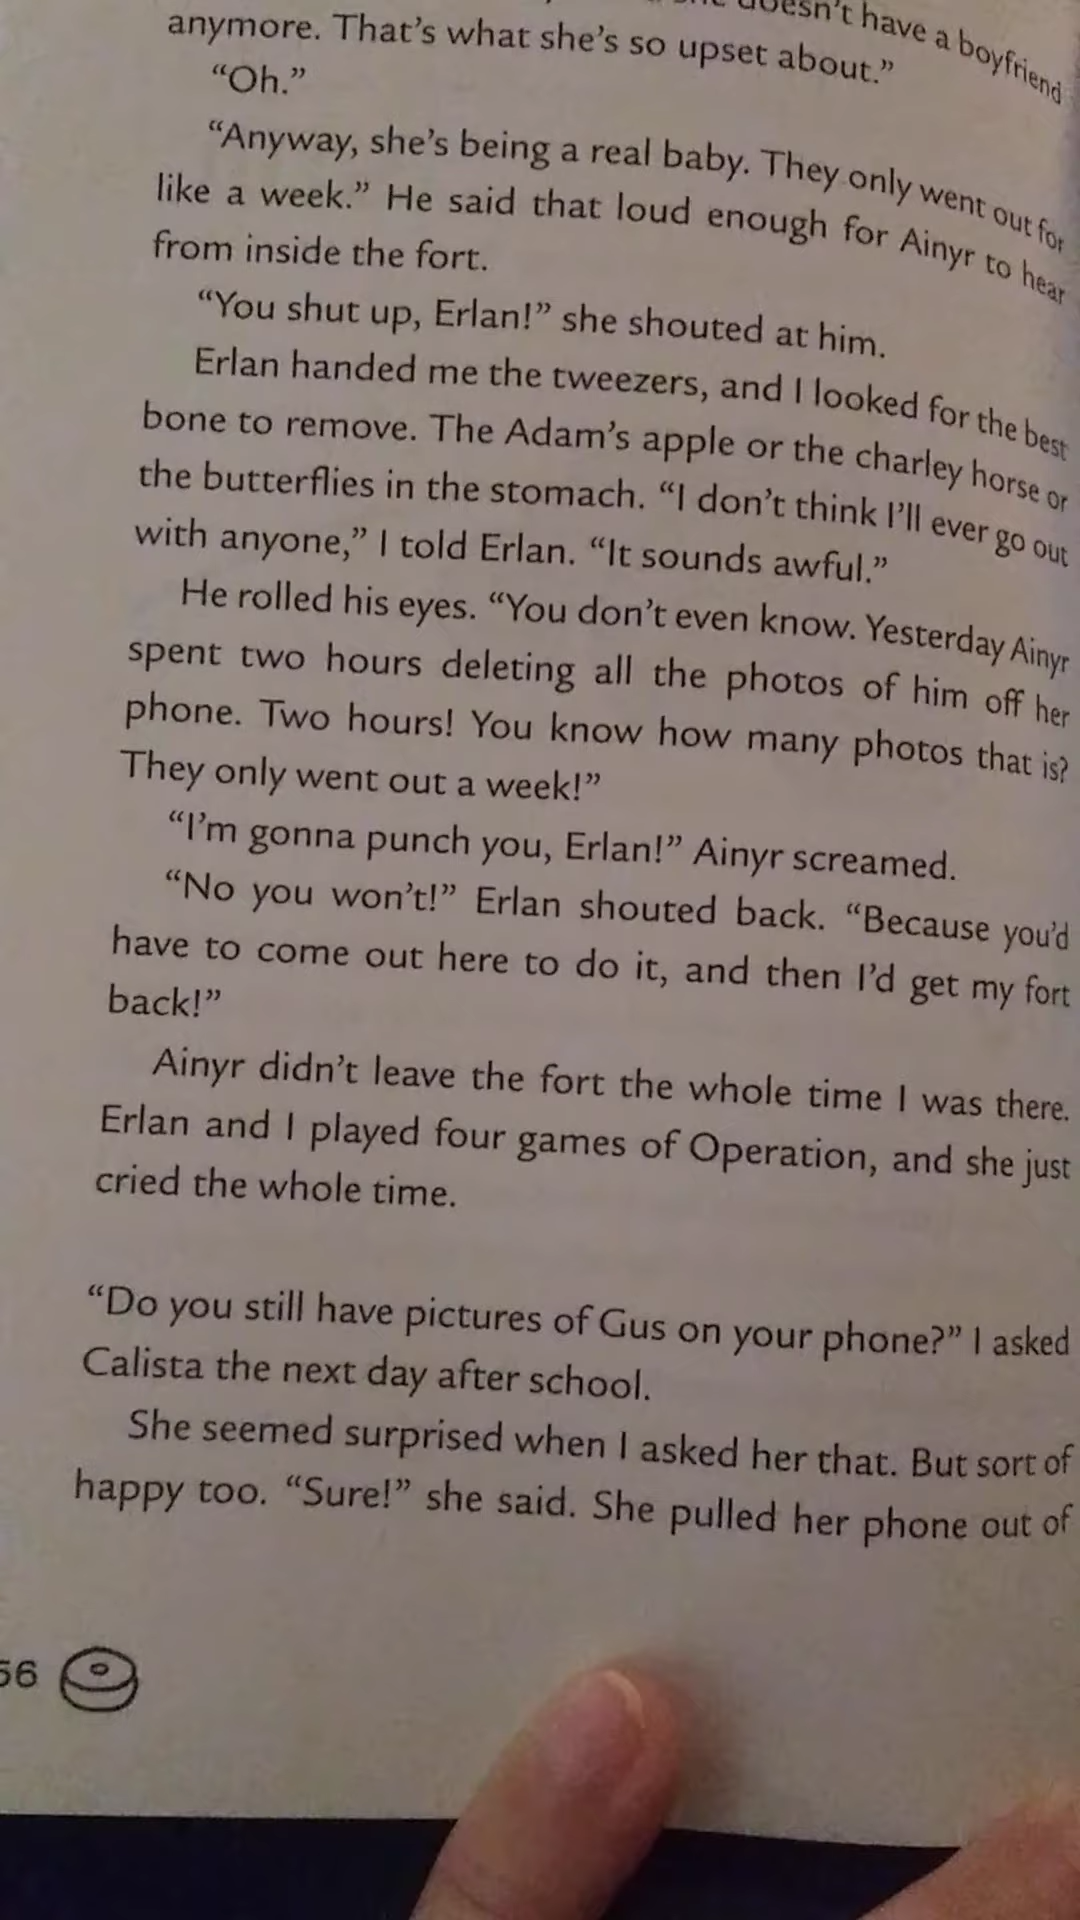 doesn't have a boyfriend
anymore. That's what she's so upset about.”
“Oh.”
“Anyway, she's being a real baby. They only went out for
like a week.” He said that loud enough for Ainyr to hear
from inside the fort.
“You shut up, Erlan!” she shouted at him.
Erlan handed me the tweezers, and I looked for the best
bone to remove. The Adam's apple or the charley horse or
the butterflies in the stomach. “I don't think I'll ever go out
with anyone,” I told Erlan. “It sounds awful.”
He rolled his eyes. “You don't even know. Yesterday Ainyr
spent two hours deleting all the photos of him off her
phone. Two hours! You know how many photos that is?
They only went out a week!”
“I'm gonna punch you, Erlan!” Ainyr screamed.
“No you won't!” Erlan shouted back. “Because you'd
have to come out here to do it, and then I'd get my fort
back!”
Ainyr didn't leave the fort the whole time I was there.
Erlan and I played four games of Operation, and she just
cried the whole time.
“Do you still have pictures of Gus on your phone?” I asked
Calista the next day after school.
She seemed surprised when I asked her that. But sort of
happy too. “Sure!” she said. She pulled her phone out of
56